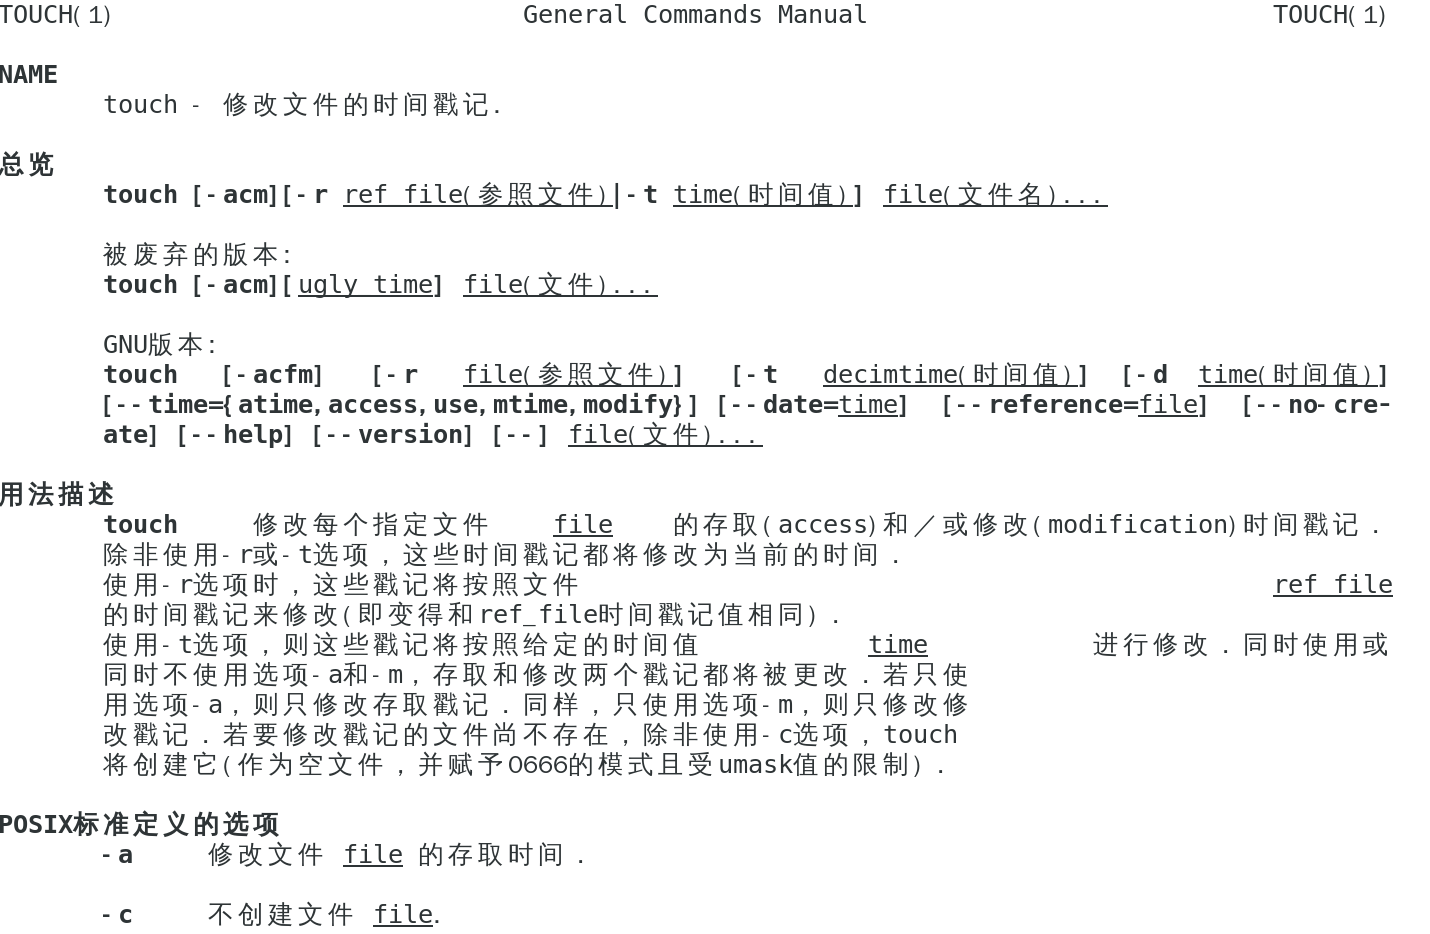 TOUCH(1) General Commands Manual TOUCH(1)
NAME
touch - 修改文件的时间戳记.
总览
touch [-acm][-r ref_file(参照文件)|-t time(时间值)] file(文件名)...
被废弃的版本:
touch [-acm][ugly_time] file(文件)...
GNU版本:
touch [-acfm] [-r file(参照文件)] [-t decimtime(时间值)] [-d time(时间值)]
[--time={atime,access,use,mtime,modify}] [--date=time] [--reference=file] [--no-cre-
ate] [--help] [--version] [--] file(文件)...
用法描述
touch 修改每个指定文件 file 的存取(access)和／或修改(modification)时间戳记．
除非使用-r或-t选项，这些时间戳记都将修改为当前的时间．
使用-r选项时，这些戳记将按照文件 ref_file
的时间戳记来修改(即变得和ref_file时间戳记值相同)．
使用-t选项，则这些戳记将按照给定的时间值 time 进行修改．同时使用或
同时不使用选项-a和-m，存取和修改两个戳记都将被更改．若只使
用选项-a，则只修改存取戳记．同样，只使用选项-m，则只修改修
改戳记．若要修改戳记的文件尚不存在，除非使用-c选项，touch
将创建它(作为空文件，并赋予0666的模式且受umask值的限制)．
POSIX标准定义的选项
-a 修改文件 file 的存取时间．
-c 不创建文件 file.